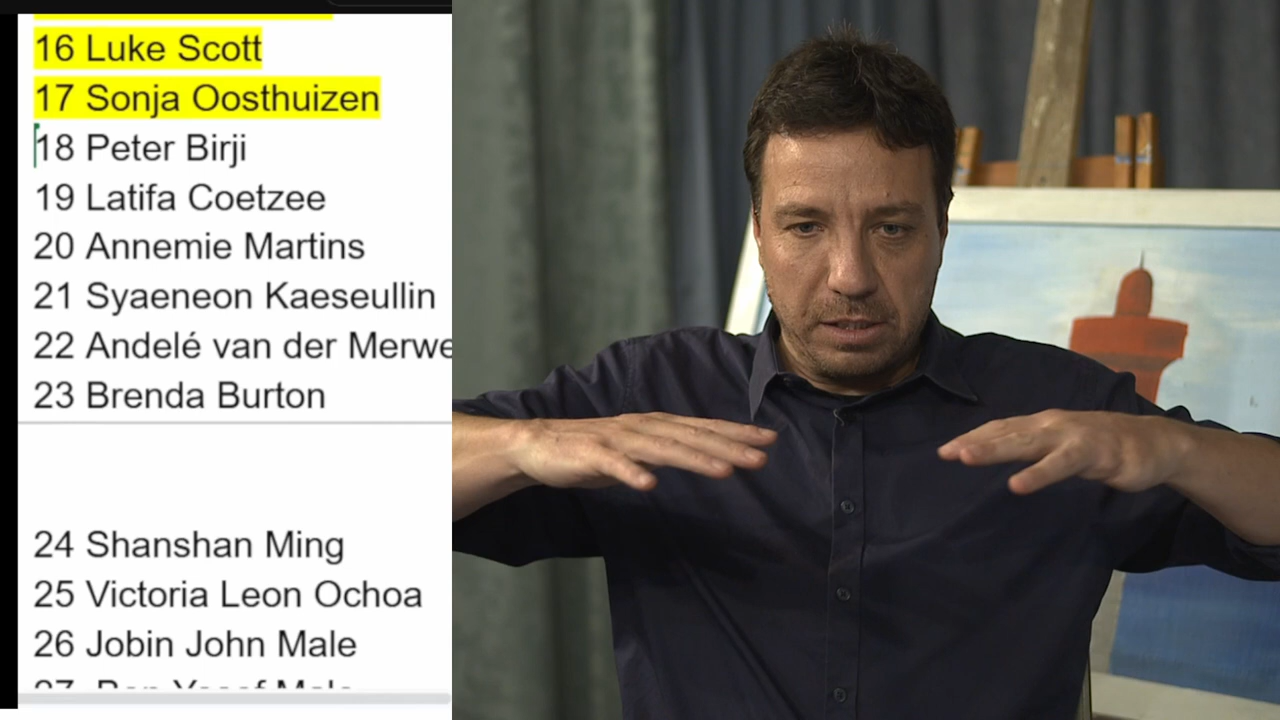 16 Luke Scott
17 Sonja Oosthuizen
18 Peter Birji
19 Latifa Coetzee
20 Annemie Martins
21 Syaeneon Kaeseullin
22 Andelé van der Merwe
23 Brenda Burton
24 Shanshan Ming
25 Victoria Leon Ochoa
26 Jobin John Male